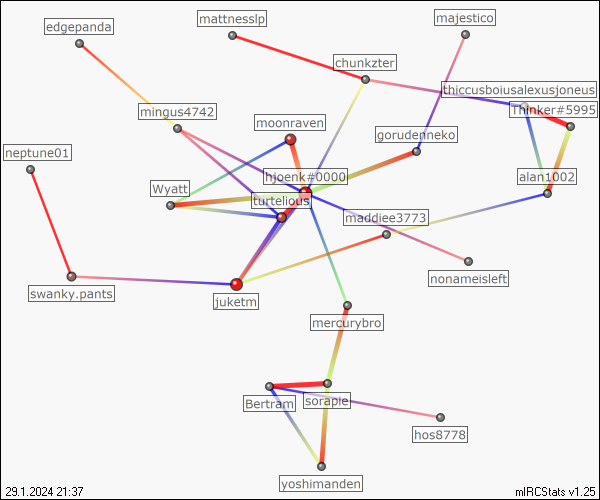 mattnesslp
majestico
edgepanda
chunkzter
thiccusboiusalexusjoneus
mingus4742
Thinker#5995
moonraven
gorudenneko
neptune01
hjoenk#0000
alan1002
Wyatt
turtelious
maddiee3773
nonameisleft
swanky.pants
juketm
mercurybro
Bertram
sorapie
hos8778
yoshimanden
29.1.2024 21:37
mIRCStats v1.25